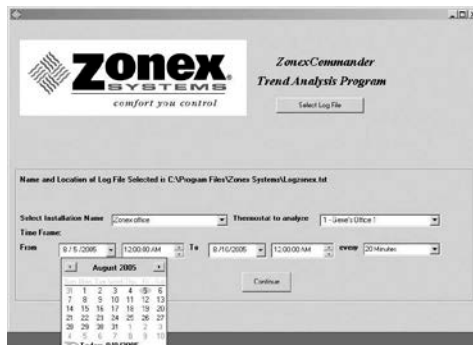 ZONEX®
SYSTEMS
comfort you control
ZonexCommander
Trend Analysis Program
Select Log File
Name and Location of Log File Selected is C:\Program Files\Zonex Systems\Logzonex.txt
Select Installation Name Zonex office Thermostat to analyze 1 - Gene's Office 1
Time Frame:
From 8 / 5 /2005 12:00:00 AM To 8 /16/2005 12:00:00 AM every 20 Minutes
August 2005
31 1 2 3 4 5 6
7 8 9 10 11 12 13
14 15 16 17 18 19 20
21 22 23 24 25 26 27
28 29 30 31 1 2 3
4 5 6 7 8 9 10
Continue